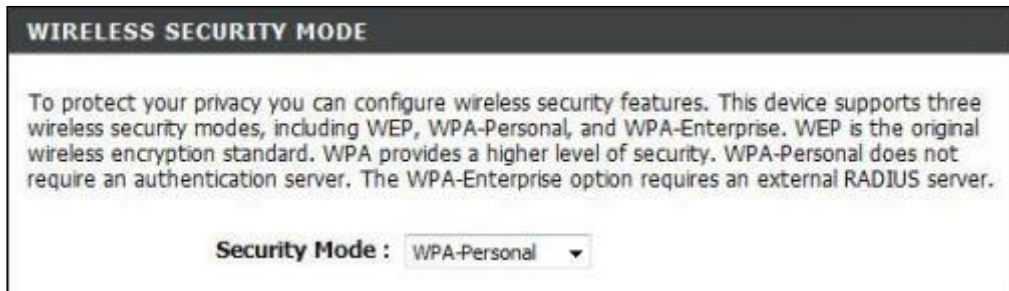 WIRELESS SECURITY MODE
To protect your privacy you can configure wireless security features. This device supports three
wireless security modes, including WEP, WPA-Personal, and WPA-Enterprise. WEP is the original
wireless encryption standard. WPA provides a higher level of security. WPA-Personal does not
require an authentication server. The WPA-Enterprise option requires an external RADIUS server.
Security Mode : WPA-Personal